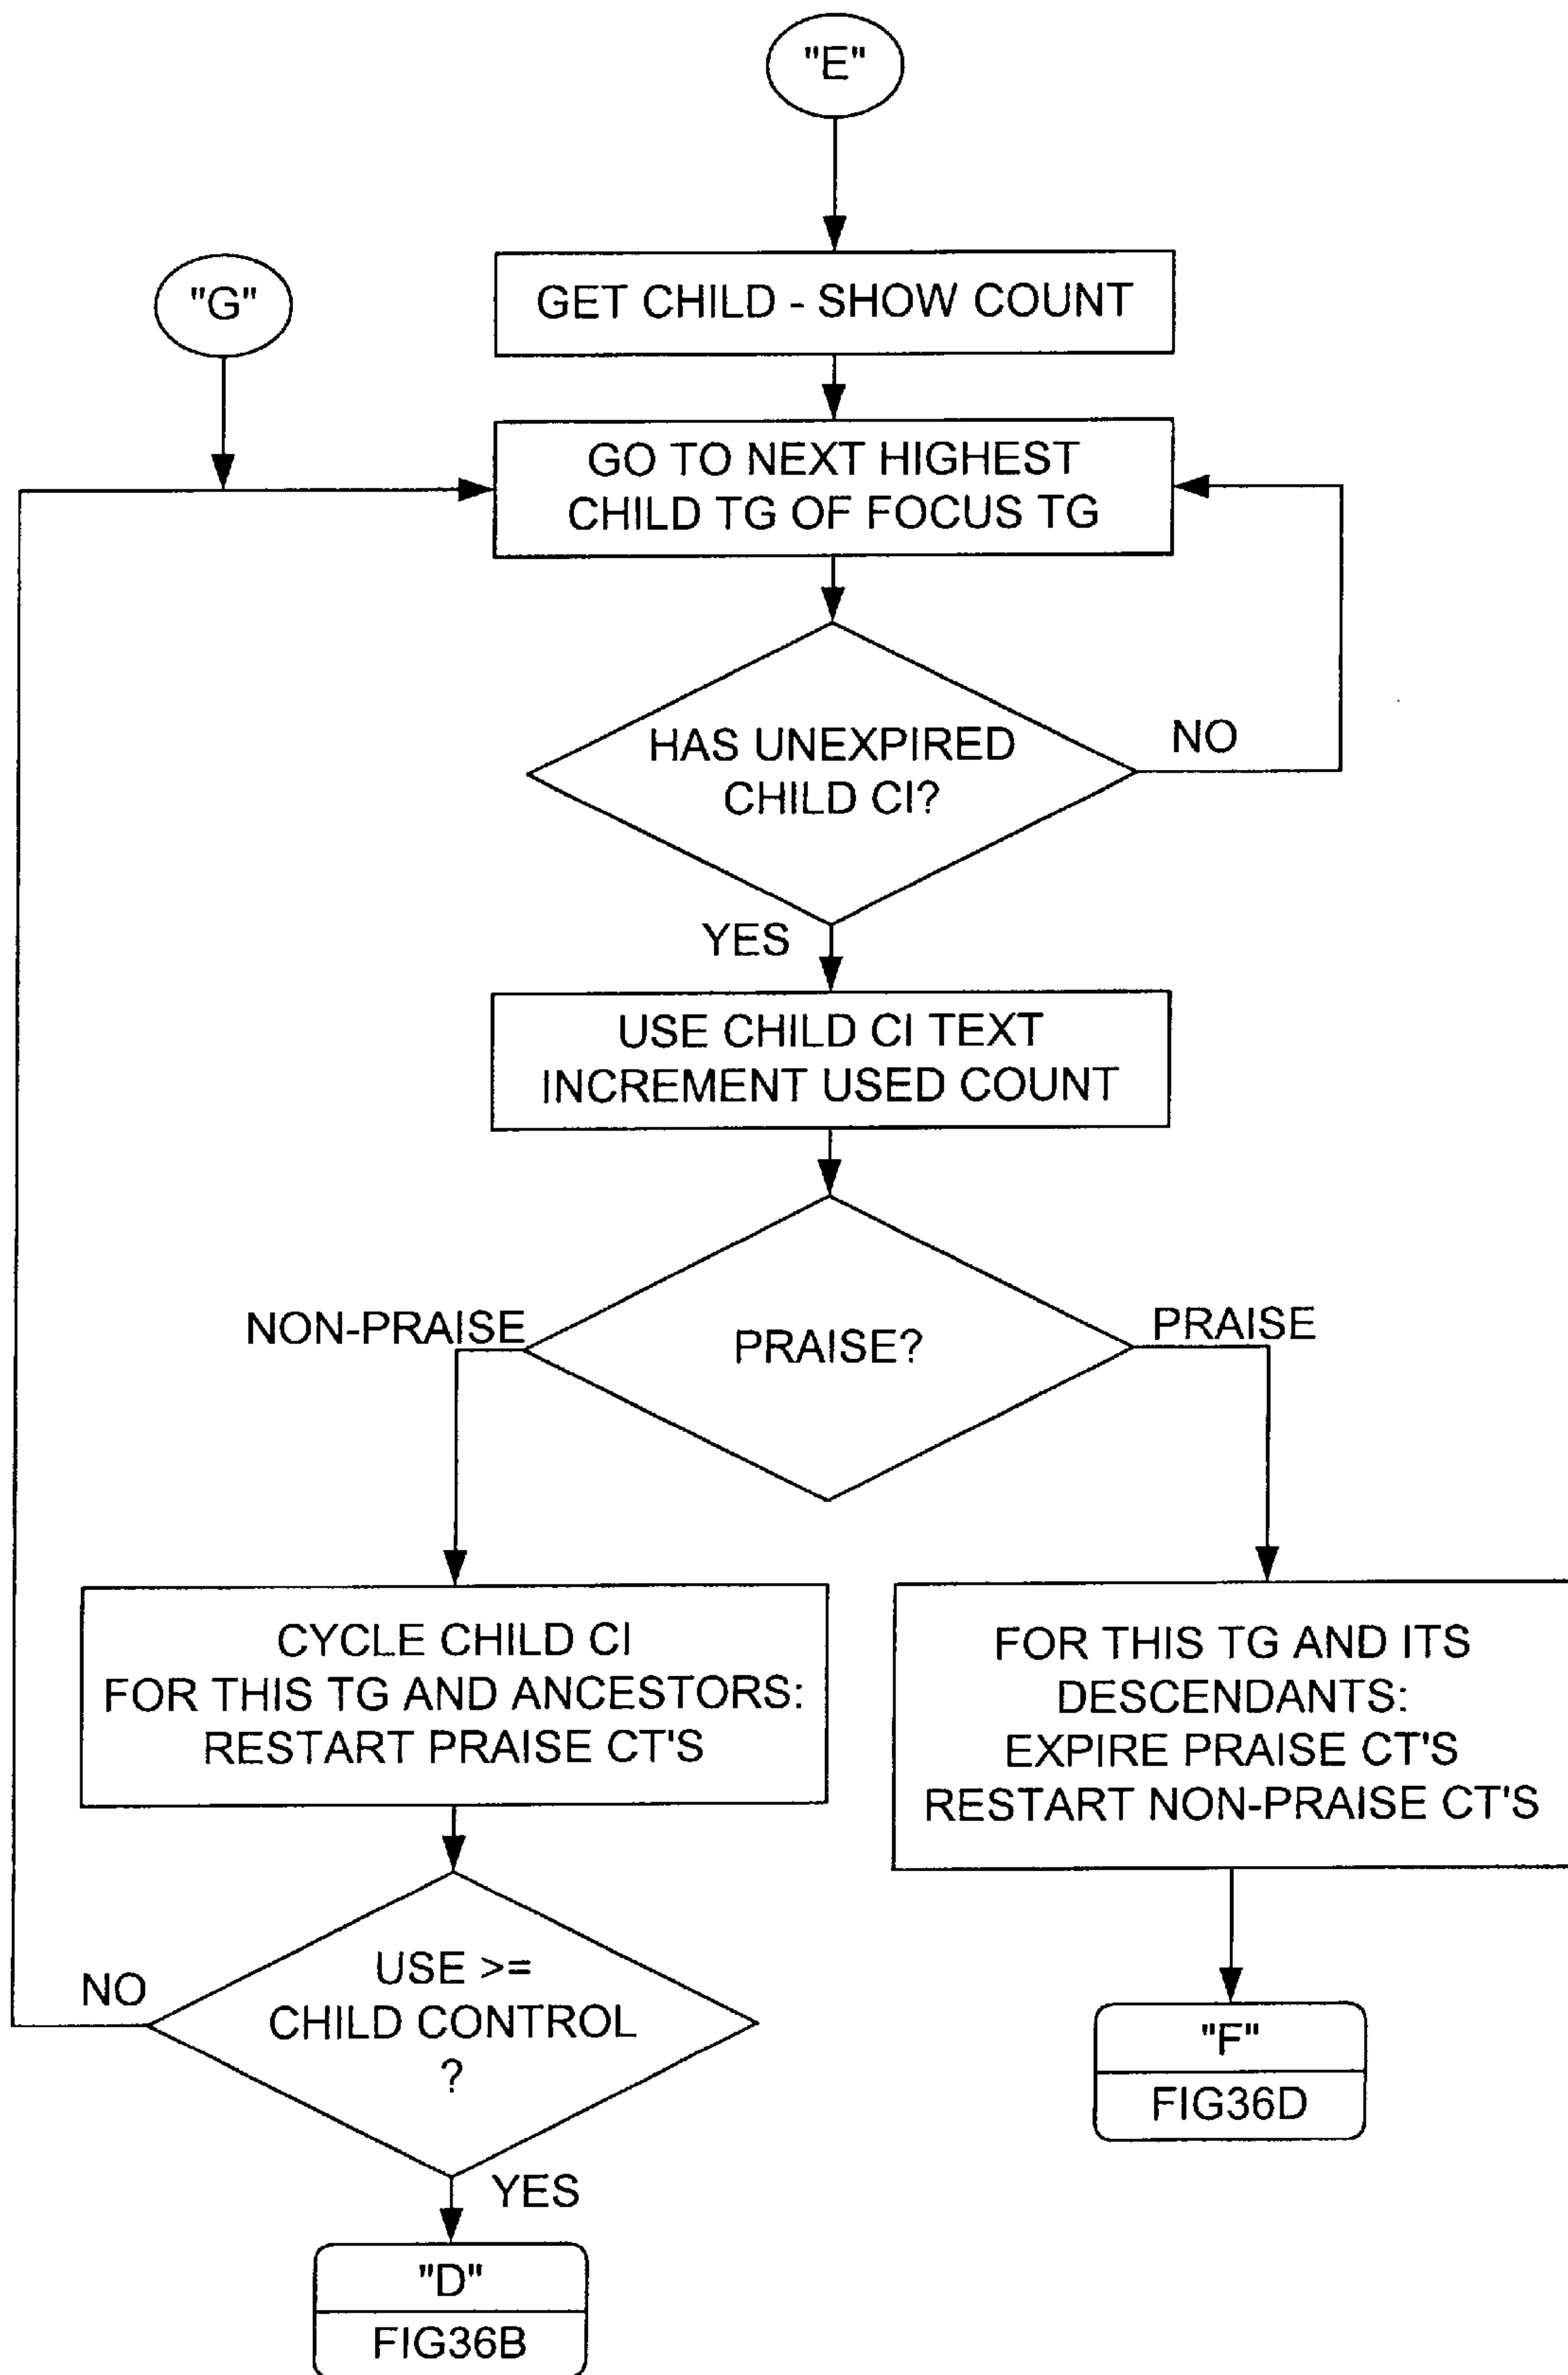 "E"
GET CHILD - SHOW COUNT
"G"
GO TO NEXT HIGHEST
CHILD TG OF FOCUS TG
HAS UNEXPIRED
CHILD CI?
NO
YES
USE CHILD CI TEXT
INCREMENT USED COUNT
NON-PRAISE
PRAISE?
PRAISE
CYCLE CHILD CI
FOR THIS TG AND ANCESTORS:
RESTART PRAISE CT'S
FOR THIS TG AND ITS
DESCENDANTS:
EXPIRE PRAISE CT'S
RESTART NON-PRAISE CT'S
NO
USE >=
CHILD CONTROL
?
"F"
FIG36D
YES
"D"
FIG36B